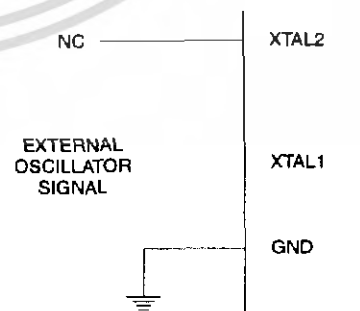 NC
XTAL2
EXTERNAL
OSCILLATOR
SIGNAL
XTAL1
GND